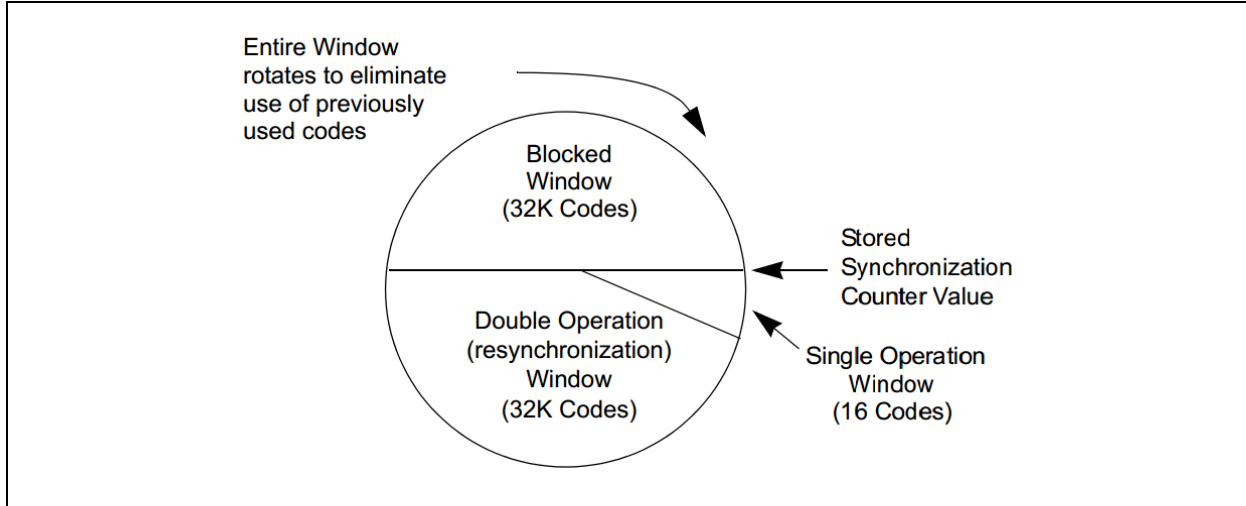 Entire Window
rotates to eliminate
use of previously
used codes
Blocked
Window
(32K Codes)
Stored
Synchronization
Counter Value
Double Operation
(resynchronization)
Window
(32K Codes)
Single Operation
Window
(16 Codes)